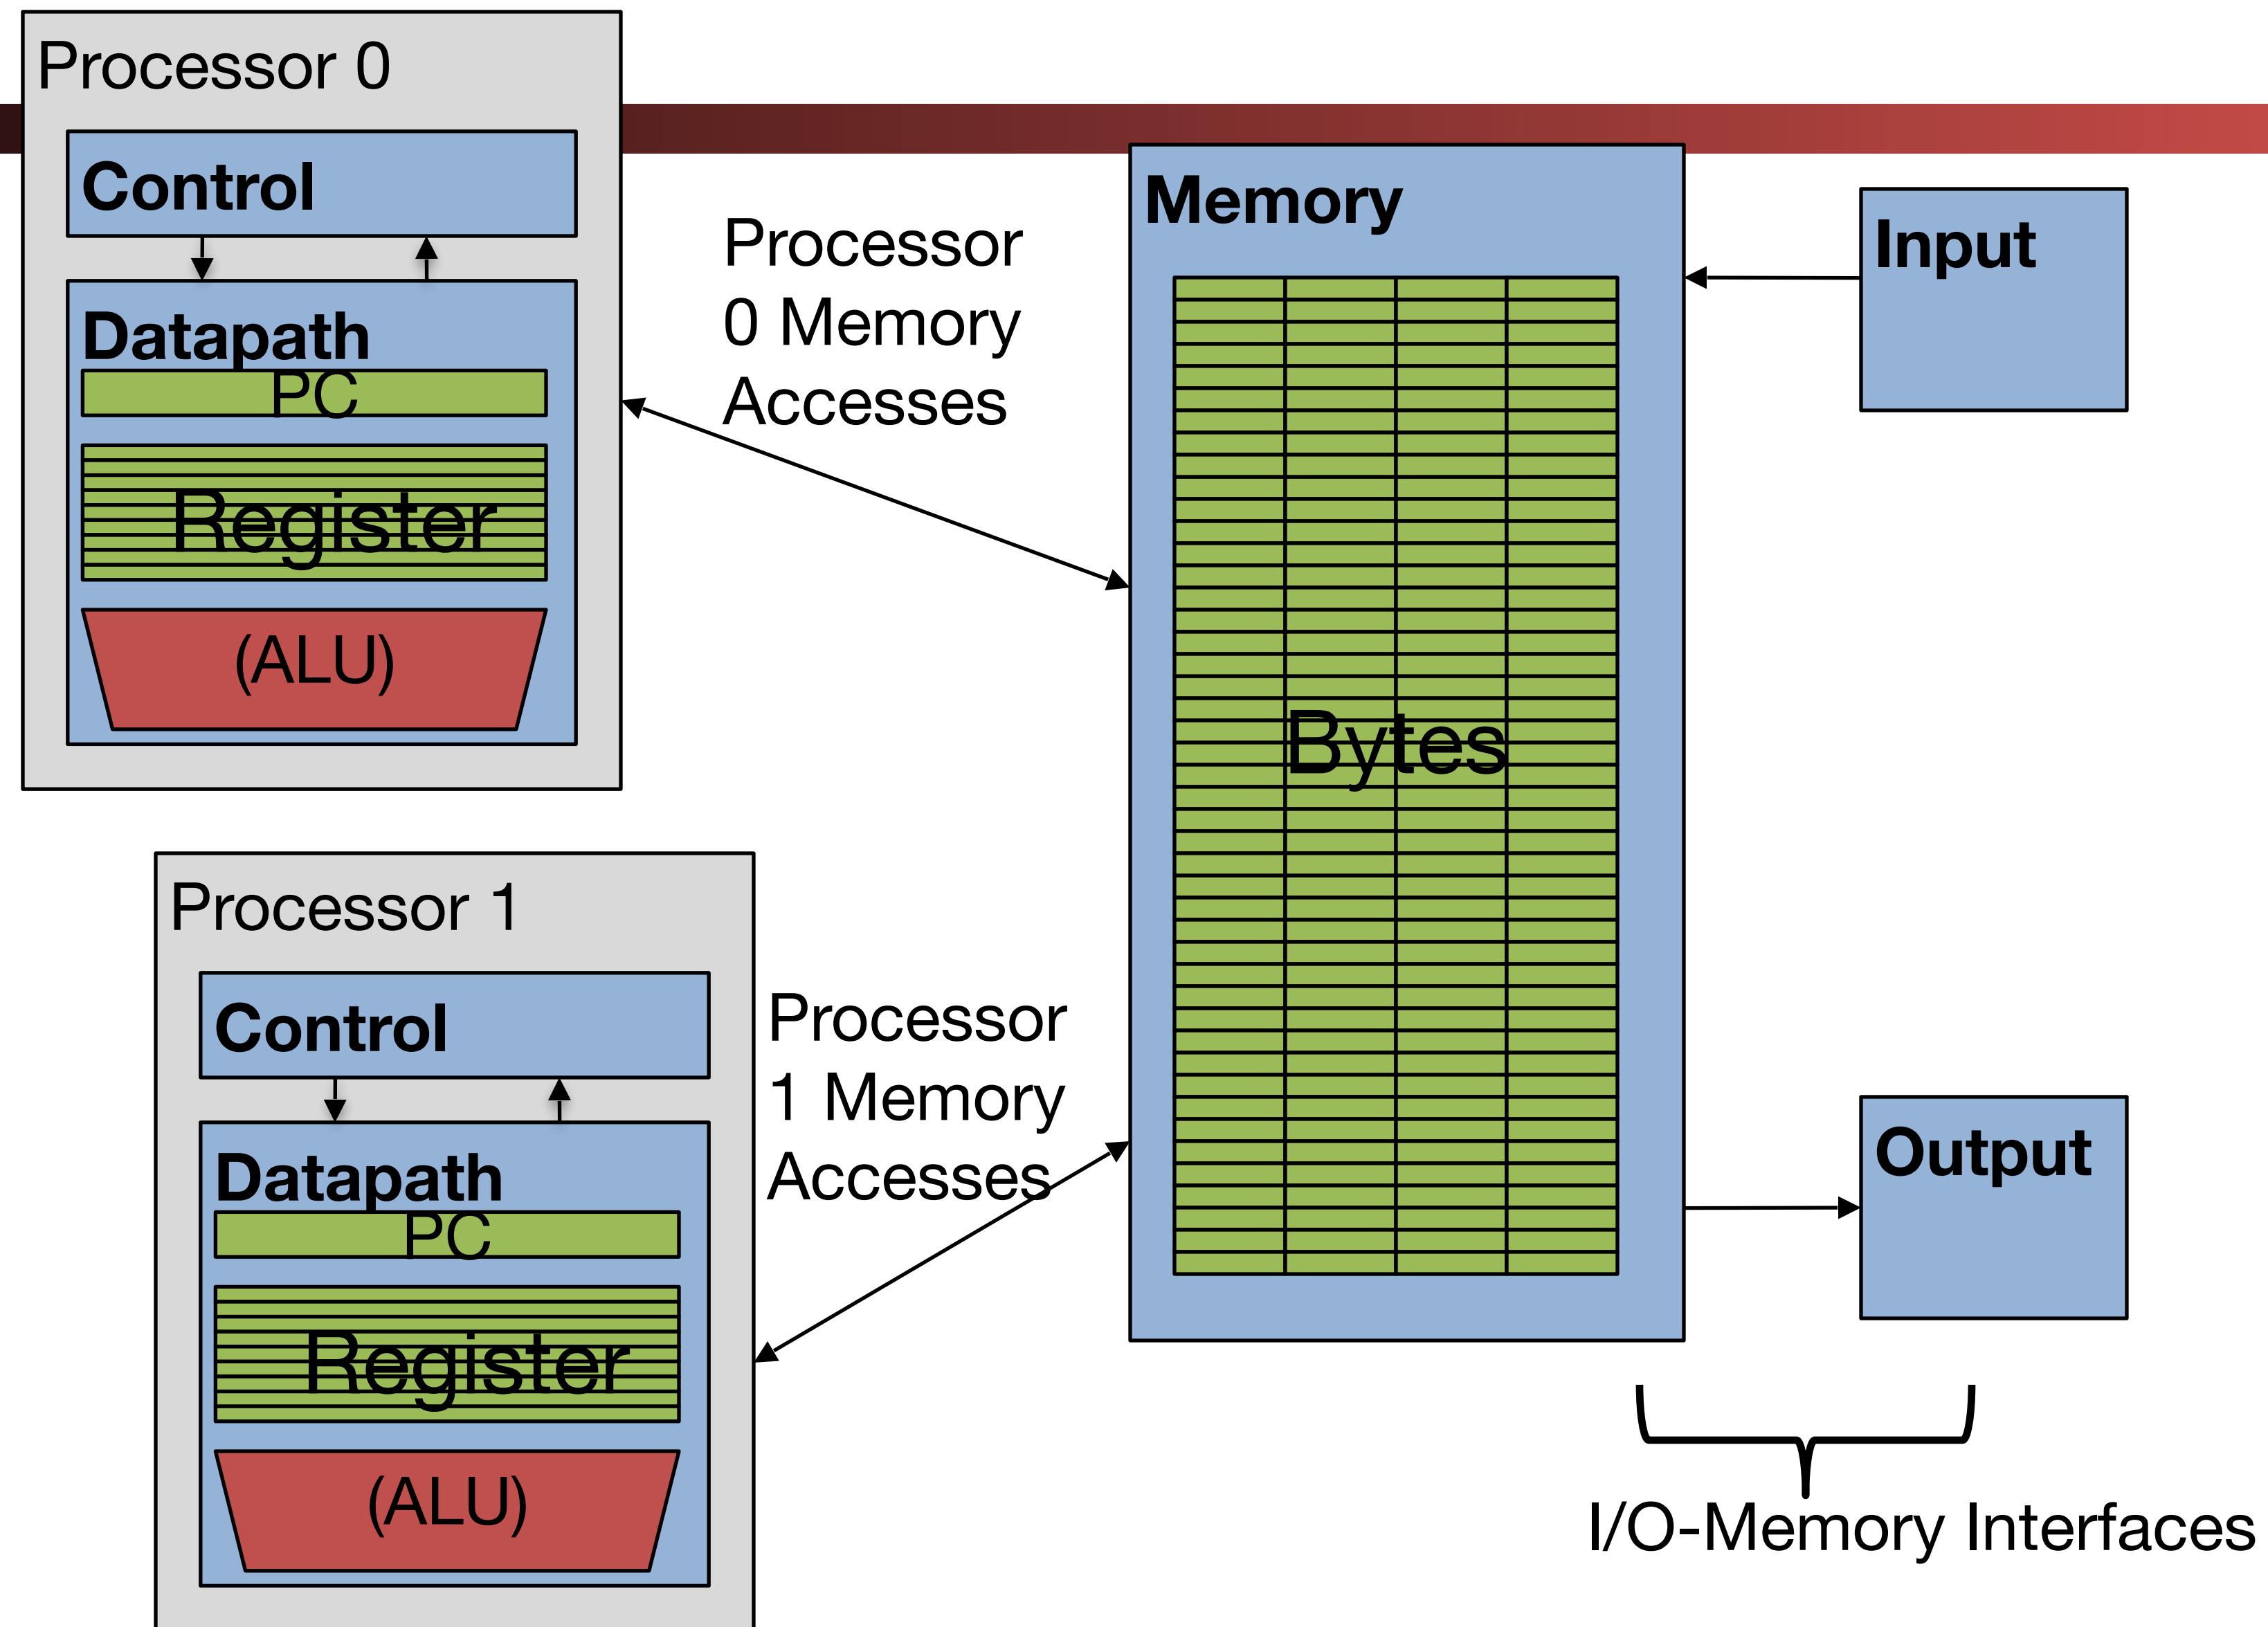 Processor 0
Control
Datapath
PC
Register
(ALU)
Processor
0 Memory
Accesses
Memory
Bytes
Input
Processor 1
Control
Datapath
PC
Register
(ALU)
Processor
1 Memory
Accesses
Output
I/O-Memory Interfaces